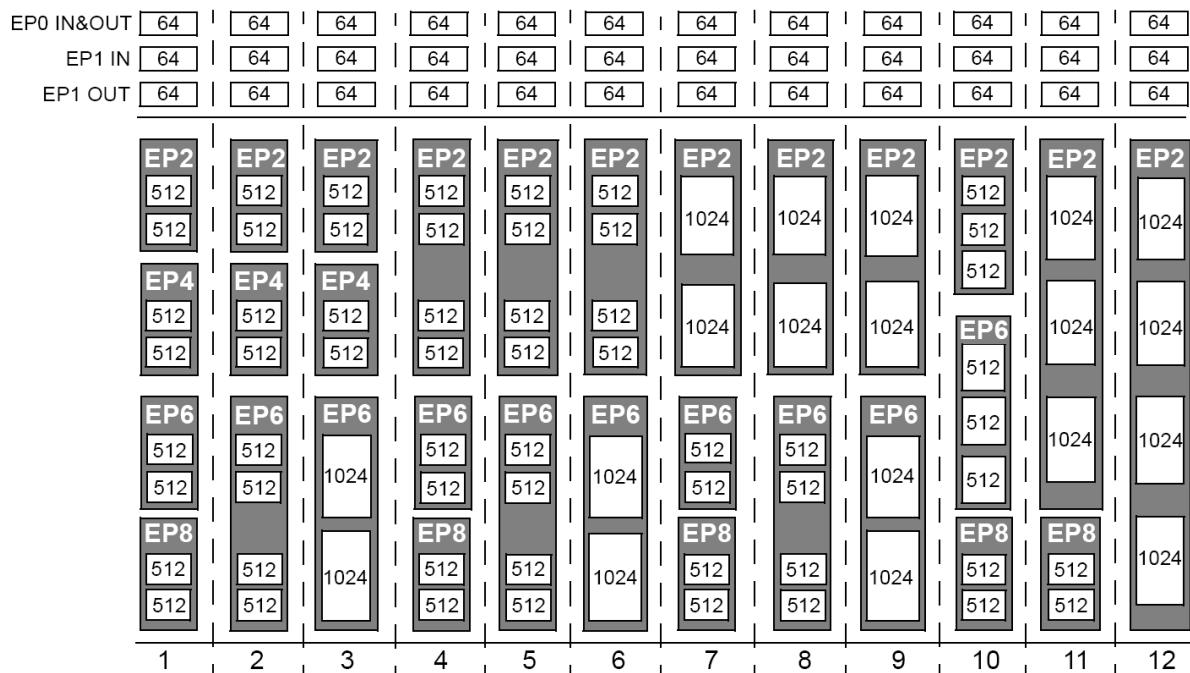 EP0 IN&OUT 64 64 64 64 64 64 64 64 64 64 64 64
EP1 IN 64 64 64 64 64 64 64 64 64 64 64 64
EP1 OUT 64 64 64 64 64 64 64 64 64 64 64 64
EP2 EP2 EP2 EP2 EP2 EP2 EP2 EP2 EP2 EP2 EP2 EP2
512 512 512 512 512 512 512
1024 1024 1024 1024 1024
512 512 512 512 512 512 512
512
EP4 EP4 EP4
512 512 512 512 512 512
1024 1024 1024 1024 1024
EP6
512 512 512 512 512 512
512
EP6 EP6 EP6 EP6 EP6 EP6 EP6 EP6 EP6
512
512 512 512 512 512 512
1024 1024
1024 1024 1024
512 512 512 512 512 512
512
EP8 EP8 EP8 EP8 EP8
1024
512 512 512 512 512 512 512 512
1024 1024 1024
512 512 512 512 512 512 512 512
1 2 3 4 5 6 7 8 9 10 11 12